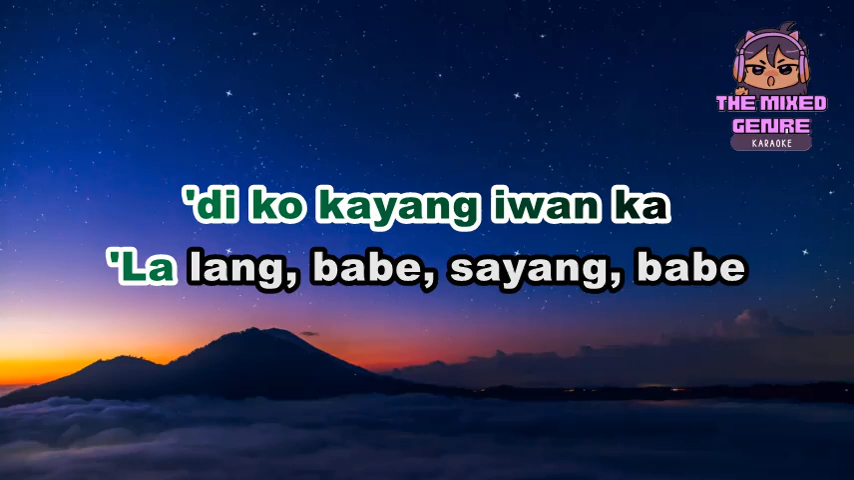 THE MIXED
GENRE
KARAOKE
'di ko kayang iwan ka
'La lang, babe, sayang, babe